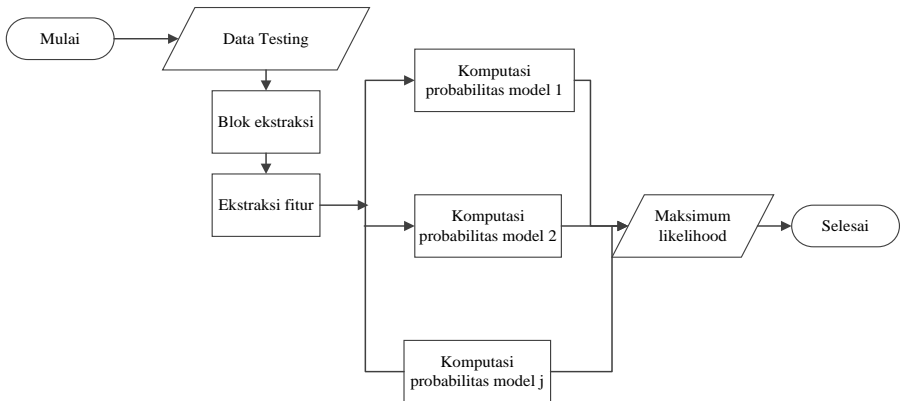 Mulai
Data Testing
Blok ekstraksi
Ekstraksi fitur
Komputasi
probabilitas model 1
Komputasi
probabilitas model 2
Komputasi
probabilitas model j
Maksimum
likelihood
Selesai